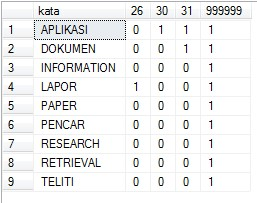 kata 26 30 31 999999
1 APLIKASI 0 1 1 1
2 DOKUMEN 0 0 1 1
3 INFORMATION 0 0 0 1
4 LAPOR 1 0 0 1
5 PAPER 0 0 0 1
6 PENCAR 0 0 0 1
7 RESEARCH 0 0 0 1
8 RETRIEVAL 0 0 0 1
9 TELITI 0 0 0 1